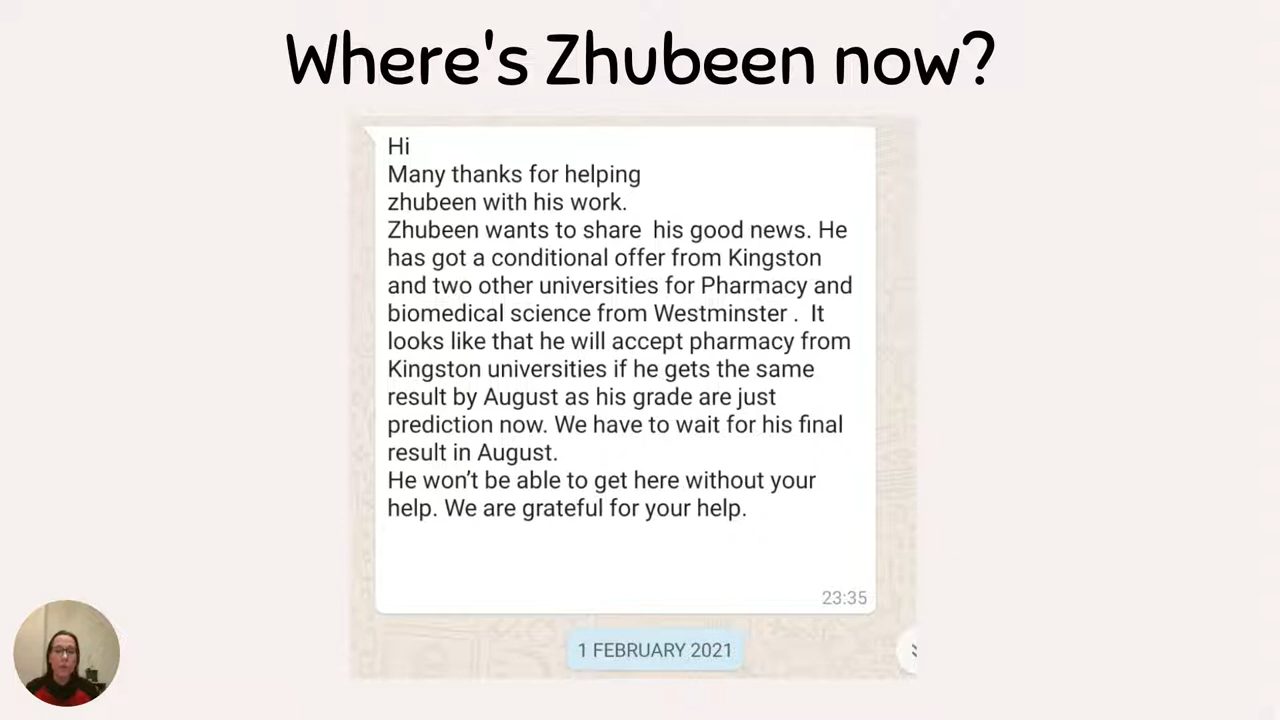 Where's Zhubeen now?
Hi
Many thanks for helping
zhubeen with his work.
Zhubeen wants to share  his good news. He
has got a conditional offer from Kingston
and two other universities for Pharmacy and
biomedical science from Westminster .  It
looks like that he will accept pharmacy from
Kingston universities if he gets the same
result by August as his grade are just
prediction now. We have to wait for his final
result in August.
He won’t be able to get here without your
help. We are grateful for your help.
23:35
1 FEBRUARY 2021